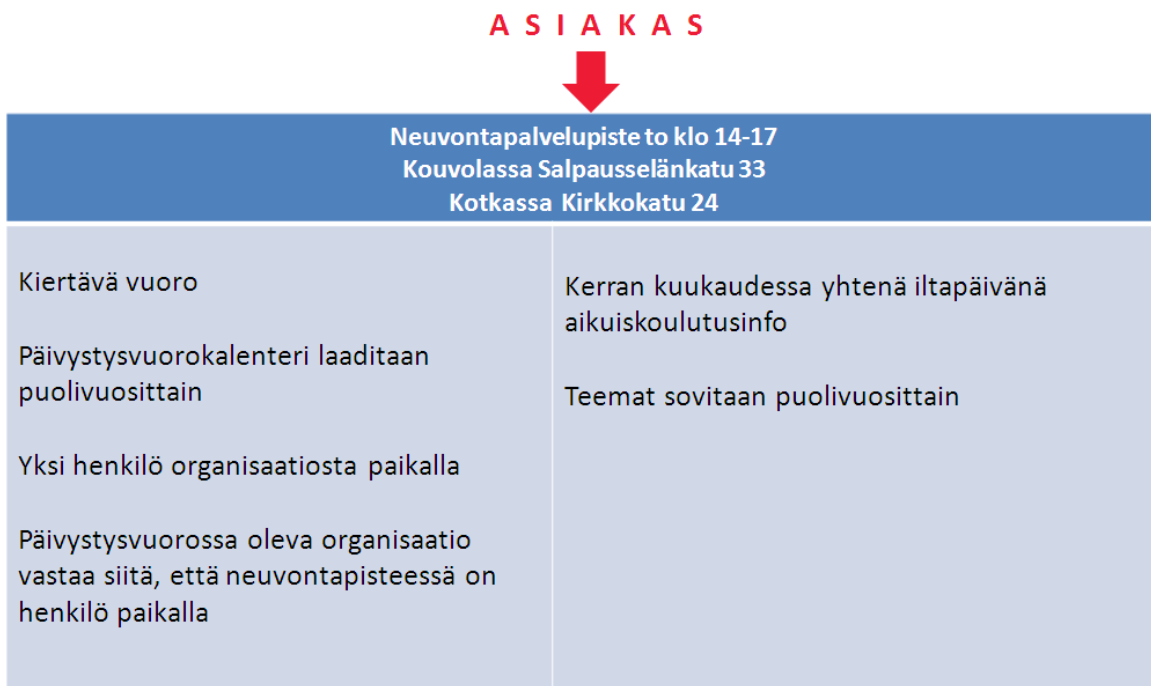 A S I A K A S
Neuvontapalvelupiste to klo 14-17
Kouvolassa Salpausselänkatu 33
Kotkassa Kirkkokatu 24
Kiertävä vuoro
Päivystysvuorokalenteri laaditaan
puolivuosittain
Yksi henkilö organisaatiosta paikalla
Päivystysvuorossa oleva organisaatio
vastaa siitä, että neuvontapisteessä on
henkilö paikalla
Kerran kuukaudessa yhtenä iltapäivänä
aikuiskoulutusinfo
Teemat sovitaan puolivuosittain